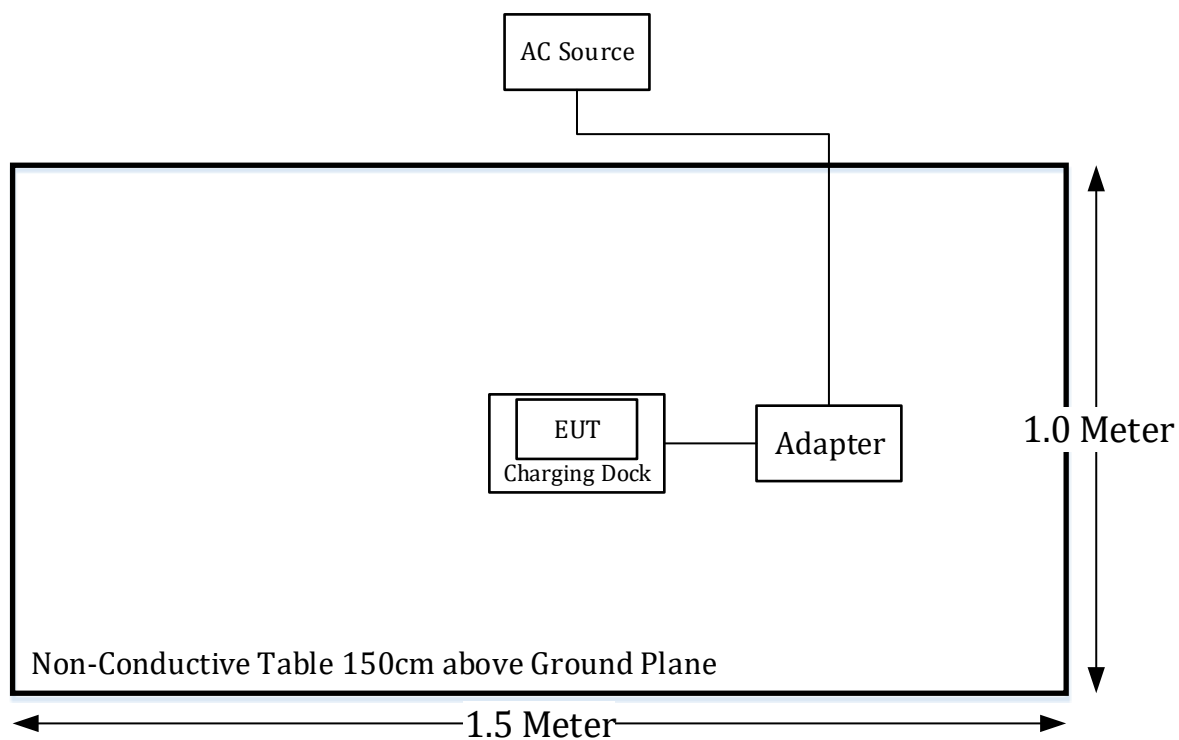 AC Source
EUT
Charging Dock
Adapter
1.0 Meter
Non-Conductive Table 150cm above Ground Plane
1.5 Meter